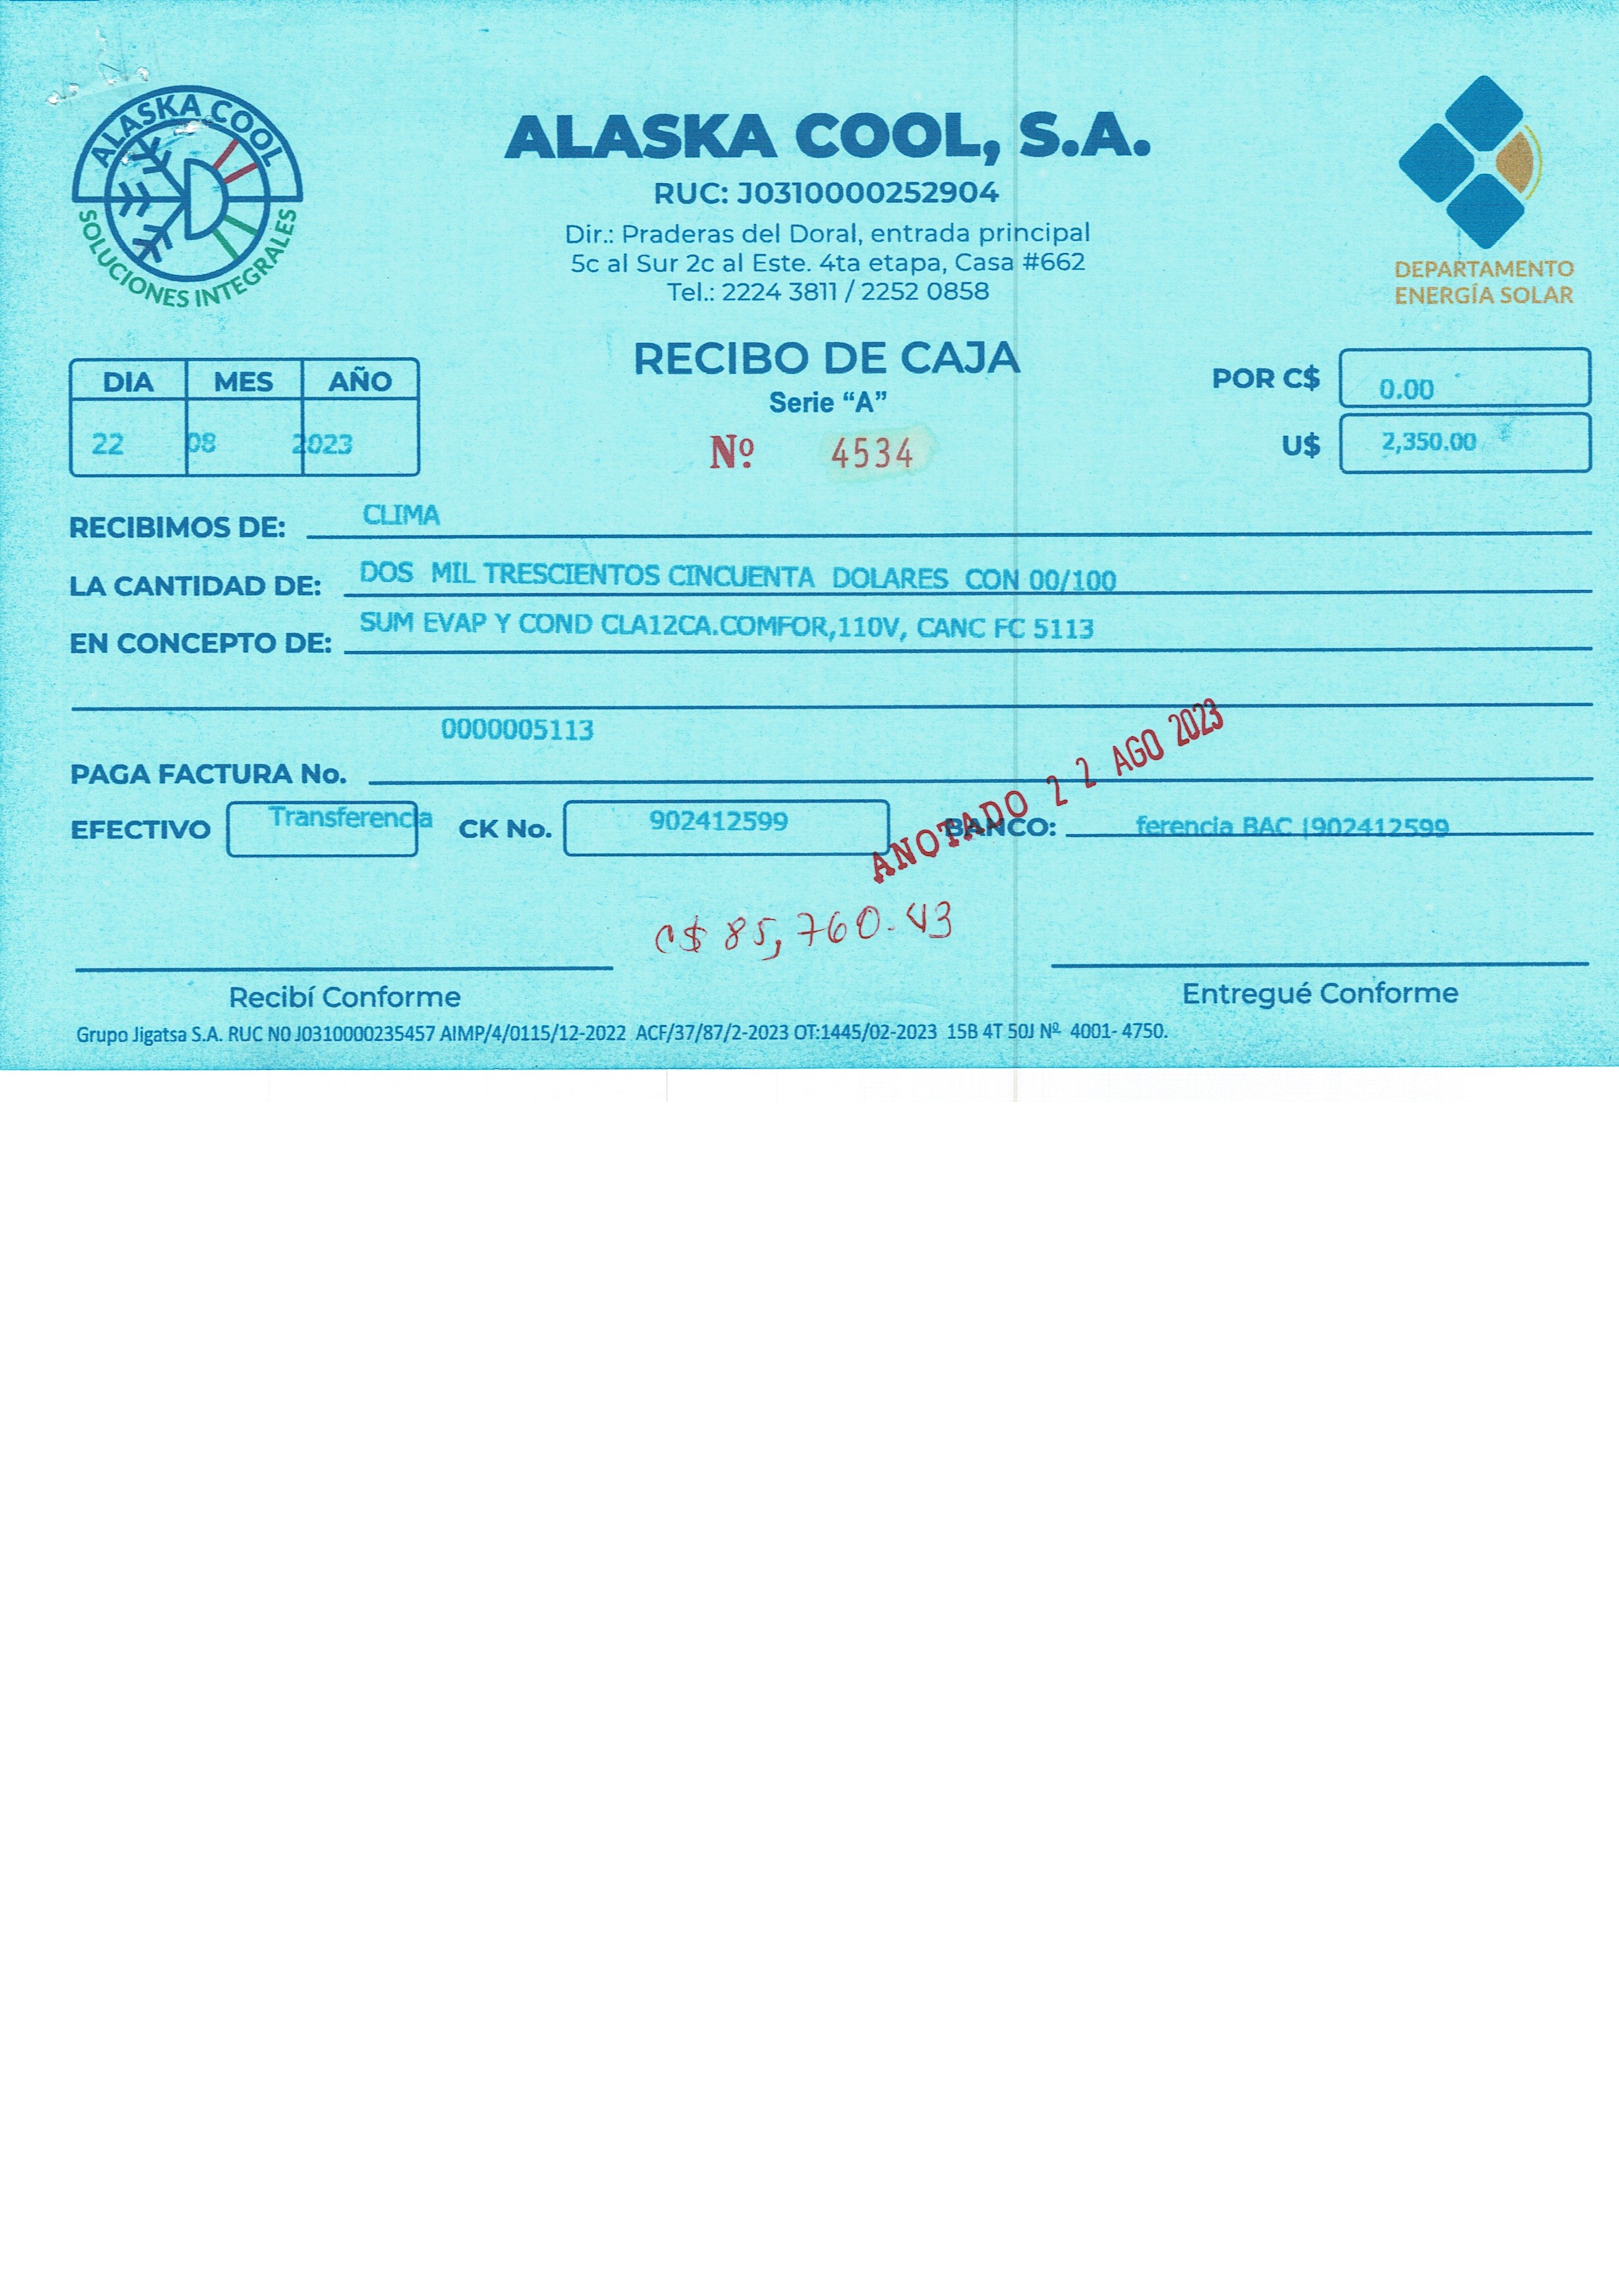 ALASKA COOL
SOLUCIONES INTEGRALES
ALASKA COOL, S.A.
RUC: J0310000252904
Dir.: Praderas del Doral, entrada principal
5c al Sur 2c al Este. 4ta etapa, Casa #662
Tel.: 2224 3811 / 2252 0858
DEPARTAMENTO
ENERGÍA SOLAR
RECIBO DE CAJA
Serie “A”
Nº 4534
DIA MES AÑO
22 08 2023
POR C$ 0.00
U$ 2,350.00
RECIBIMOS DE: CLIMA
LA CANTIDAD DE: DOS MIL TRESCIENTOS CINCUENTA DOLARES CON 00/100
EN CONCEPTO DE: SUM EVAP Y COND CLA12CA.COMFOR,110V, CANC FC 5113
PAGA FACTURA No. 0000005113
EFECTIVO Transferencia CK No. 902412599 BANCO: ferencia BAC |902412599
ANOTADO 22 AGO 2023
C$ 85,760.43
Recibí Conforme
Entregué Conforme
Grupo Jigatsa S.A. RUC N0 J0310000235457 AIMP/4/0115/12-2022 ACF/37/87/2-2023 OT:1445/02-2023 15B 4T 50J Nº 4001- 4750.